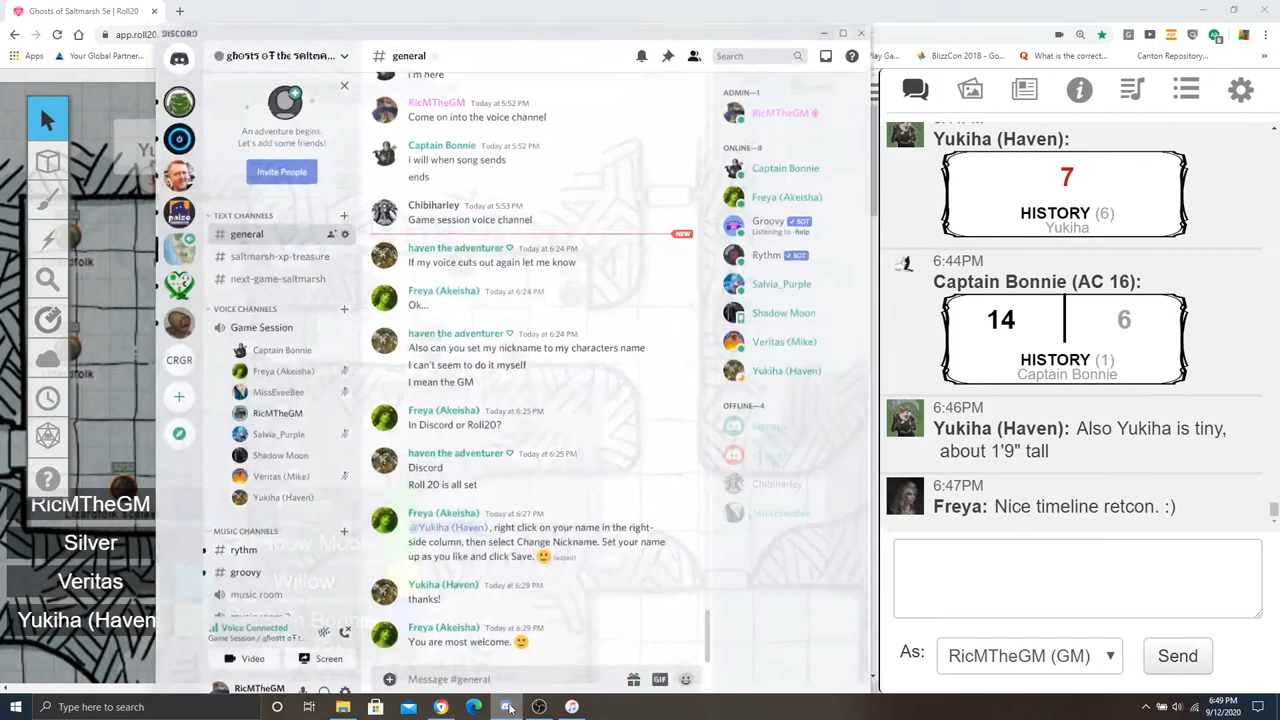 Ghosts of Saltmarsh 5e | Roll20
DISCORD
app.roll20
Apps
Your Global Partner...
BlizzCon 2018 - Go...
What is the correct...
Canton Repository...
ghosts of the saltme...
general
Search
I'm here
RicMTheGM Today at 5:52 PM
Come on into the voice channel
Captain Bonnie Today at 5:52 PM
i will when song sends
ends
Chibiharley Today at 5:53 PM
Game session voice channel
NEW
haven the adventurer Today at 6:24 PM
If my voice cuts out again let me know
Freya (Akeisha) Today at 6:24 PM
Ok...
haven the adventurer Today at 6:24 PM
Also can you set my nickname to my characters name
I can't seem to do it myself
I mean the GM
Freya (Akeisha) Today at 6:25 PM
In Discord or Roll20?
haven the adventurer Today at 6:25 PM
Discord
Roll 20 is all set
Freya (Akeisha) Today at 6:27 PM
@Yukiha (Haven), right click on your name in the right-
side column, then select Change Nickname. Set your name
up as you like and click Save. (edited)
Yukiha (Haven) Today at 6:28 PM
thanks!
Freya (Akeisha) Today at 6:29 PM
You are most welcome.
Message #general
GIF
An adventure begins.
Let's add some friends!
Invite People
TEXT CHANNELS
# general
# saltmarsh-xp-treasure
# next-game-saltmarsh
VOICE CHANNELS
Game Session
Captain Bonnie
Freya (Akeisha)
MissEveeBee
RicMTheGM
Salvia_Purple
Shadow Moon
Veritas (Mike)
Yukiha (Haven)
MUSIC CHANNELS
# rythm
# groovy
music room
Voice Connected
Game Session / ghosts of t...
Video
Screen
RicMTheGM
paizo
CRGR
ADMIN—1
RicMTheGM
ONLINE—8
Captain Bonnie
Freya (Akeisha)
Groovy BOT
Listening to -help
Rythm BOT
Salvia_Purple
Shadow Moon
Veritas (Mike)
Yukiha (Haven)
OFFLINE—4
Chibiharley
MissEveeBee
RicMTheGM
Silver
Veritas
Yukiha (Haven
Willow
Yukiha (Haven):
7
HISTORY (6)
Yukiha
6:44PM
Captain Bonnie (AC 16):
14 6
HISTORY (1)
Captain Bonnie
6:46PM
Yukiha (Haven): Also Yukiha is tiny,
about 1'9" tall
6:47PM
Freya: Nice timeline retcon. :)
As: RicMTheGM (GM) Send
Type here to search
6:49 PM
9/12/2020